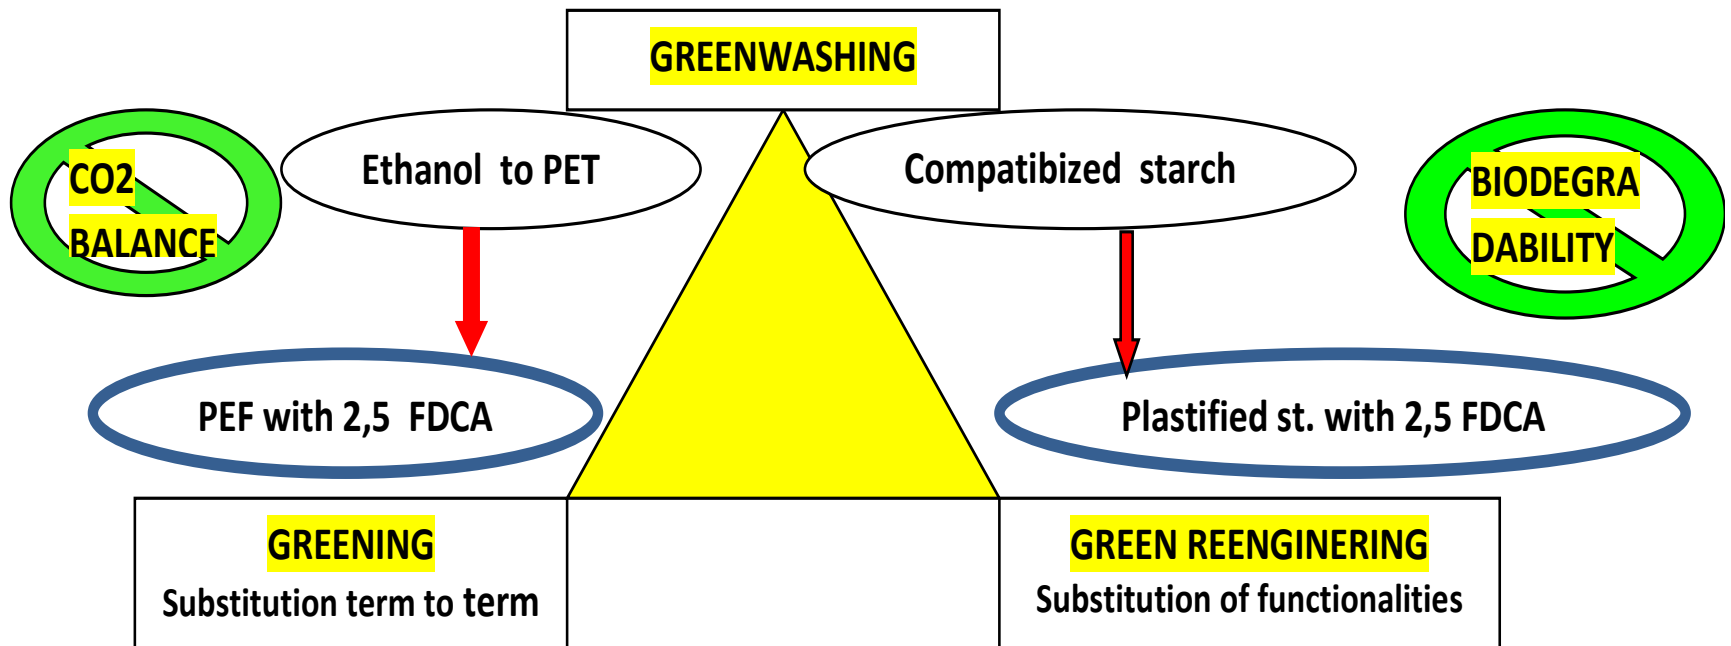 GREENWASHING
CO2
BALANCE
Ethanol to PET
Compatibized starch
BIODEGRA
DABILITY
PEF with 2,5 FDCA
Plastified st. with 2,5 FDCA
GREENING
Substitution term to term
GREEN REENGINERING
Substitution of functionalities